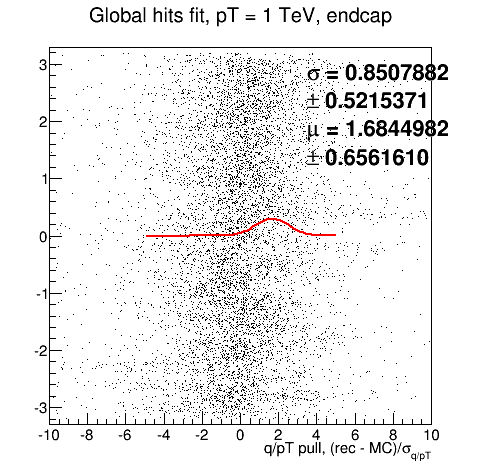 Global hits fit, pT = 1 TeV, endcap
σ = 0.8507882
± 0.5215371
μ = 1.6844982
± 0.6561610
3
2
1
0
-1
-2
-3
-10 -8 -6 -4 -2 0 2 4 6 8 10
q/pT pull, (rec - MC)/σ_q/pT